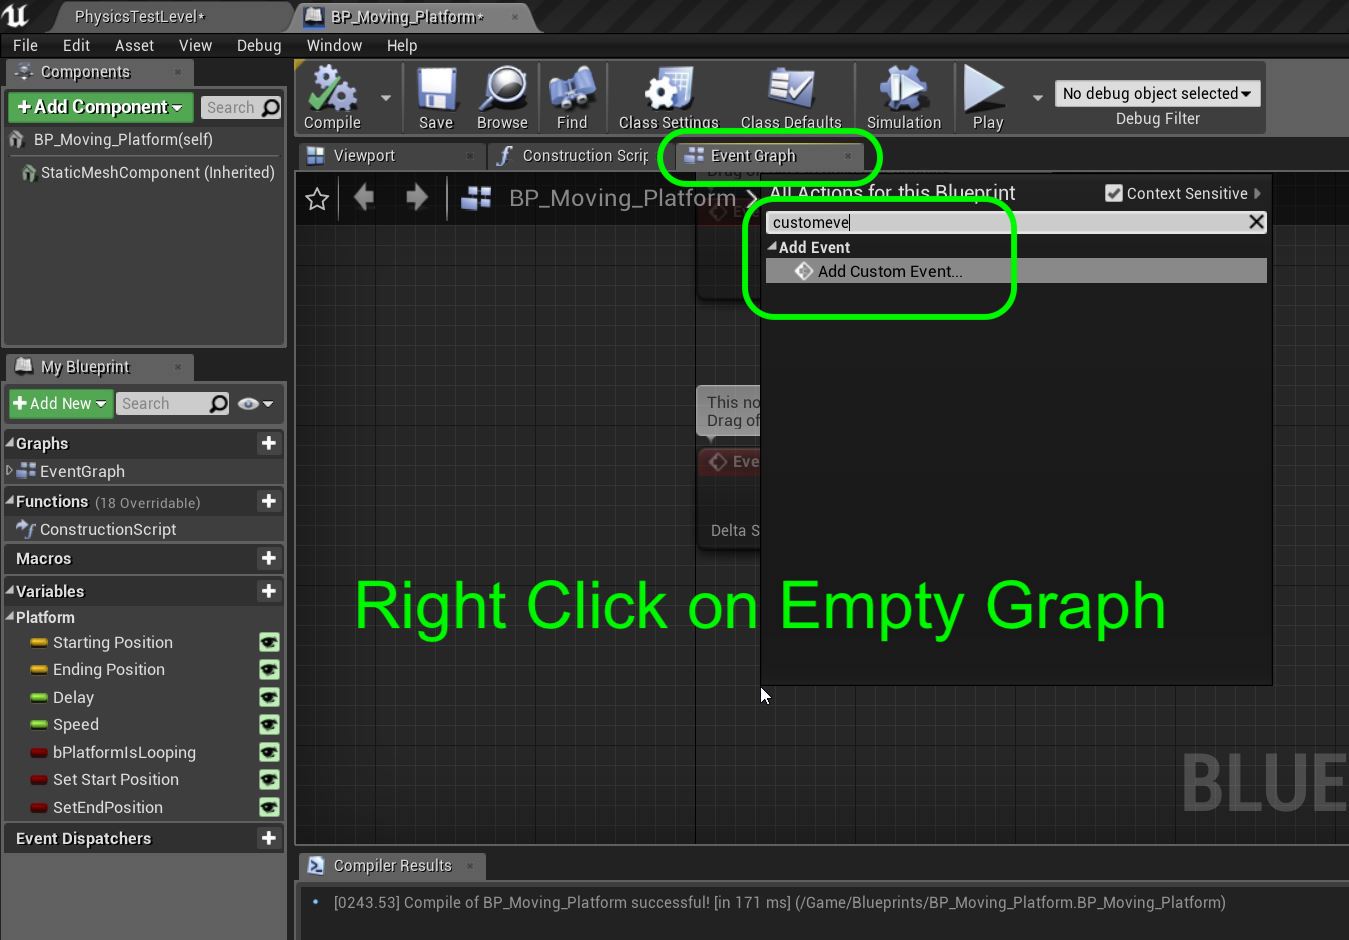 PhysicsTestLevel*
BP_Moving_Platform*
File Edit Asset View Debug Window Help
Components
Add Component
Search
BP_Moving_Platform(self)
StaticMeshComponent (Inherited)
My Blueprint
Add New
Search
Graphs
EventGraph
Functions (18 Overridable)
ConstructionScript
Macros
Variables
Platform
Starting Position
Ending Position
Delay
Speed
bPlatformIsLooping
Set Start Position
SetEndPosition
Event Dispatchers
Compile
Save
Browse
Find
Class Settings
Class Defaults
Simulation
Play
No debug object selected
Debug Filter
Viewport
Construction Scrip
Event Graph
Drag o
BP_Moving_Platform
All Actions for this Blueprint
Context Sensitive
customeve
Add Event
Add Custom Event...
This no
Drag of
Eve
Delta S
Right Click on Empty Graph
BLUE
Compiler Results
[0243.53] Compile of BP_Moving_Platform successful! [in 171 ms] (/Game/Blueprints/BP_Moving_Platform.BP_Moving_Platform)